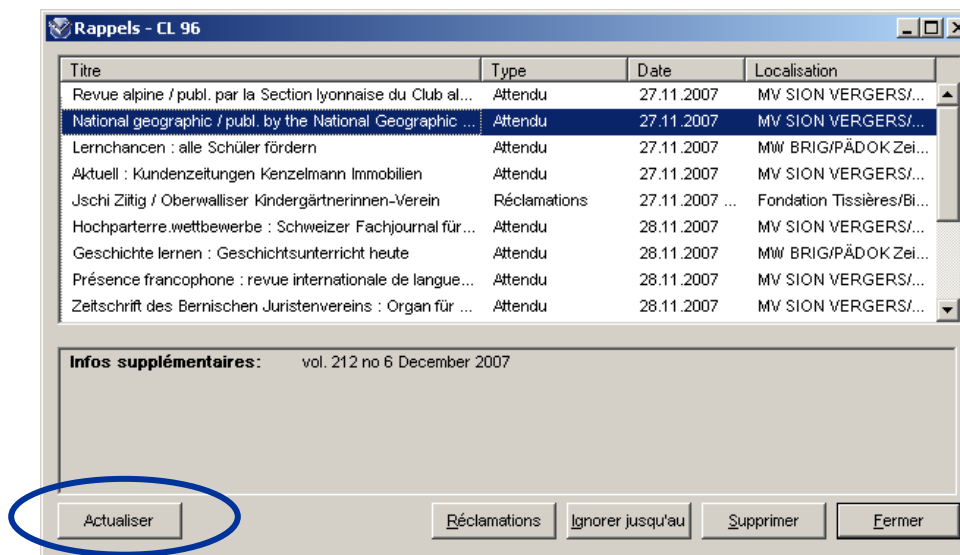 Rappels - CL 96
Titre Type Date Localisation
Revue alpine / publ. par la Section lyonnaise du Club al... Attendu 27.11.2007 MV SION VERGERS/...
National geographic / publ. by the National Geographic ... Attendu 27.11.2007 MV SION VERGERS/...
Lernchancen : alle Schüler fördern Attendu 27.11.2007 MW BRIG/PÄDOK Zei...
Aktuell : Kundenzeitungen Kenzelmann Immobilien Attendu 27.11.2007 MV SION VERGERS/...
Jschi Ziitig / Oberwalliser Kindergärtnerinnen-Verein Réclamations 27.11.2007 ... Fondation Tissières/Bi...
Hochparterre.wettbewerbe : Schweizer Fachjournal für... Attendu 28.11.2007 MV SION VERGERS/...
Geschichte lernen : Geschichtsunterricht heute Attendu 28.11.2007 MW BRIG/PÄDOK Zei...
Présence francophone : revue internationale de langue... Attendu 28.11.2007 MV SION VERGERS/...
Zeitschrift des Bernischen Juristenvereins : Organ für ... Attendu 28.11.2007 MV SION VERGERS/...
Infos supplémentaires: vol. 212 no 6 December 2007
Actualiser Réclamations Ignorer jusqu'au Supprimer Fermer